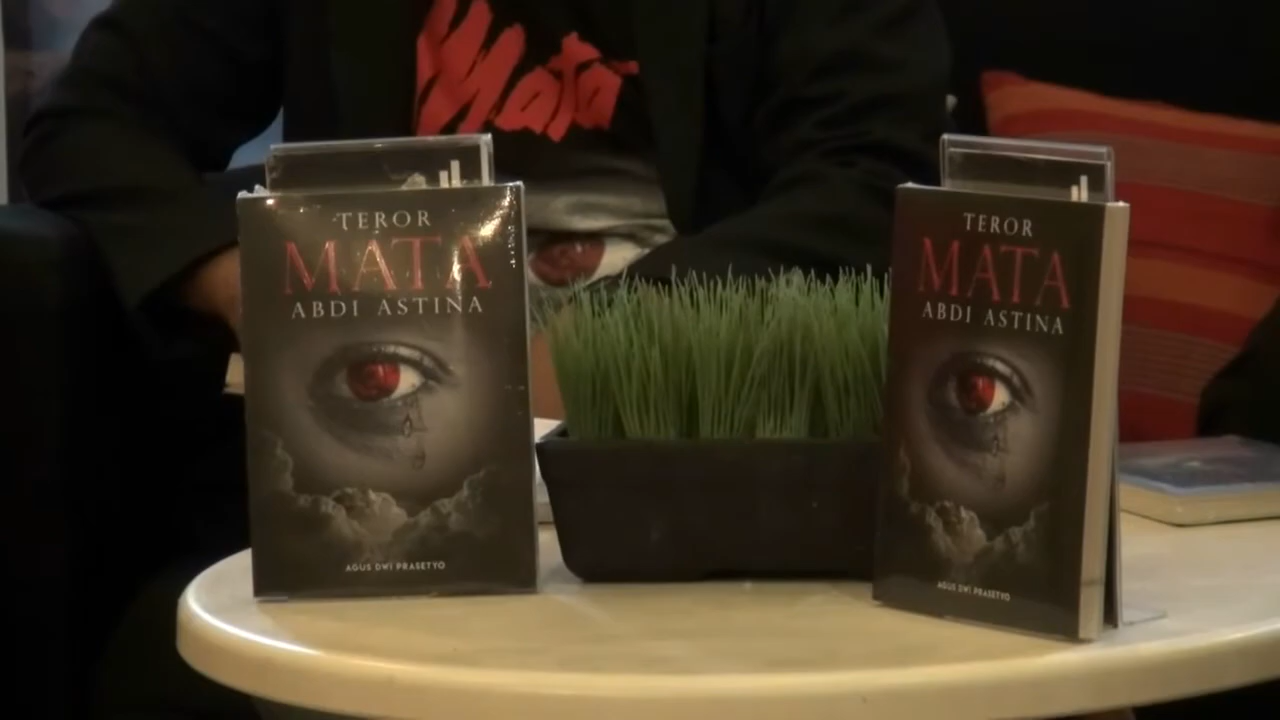 Mata
TEROR
MATA
ABDI ASTINA
AGUS DWI PRASETYO
TEROR
MATA
ABDI ASTINA
AGUS DWI PRASETYO